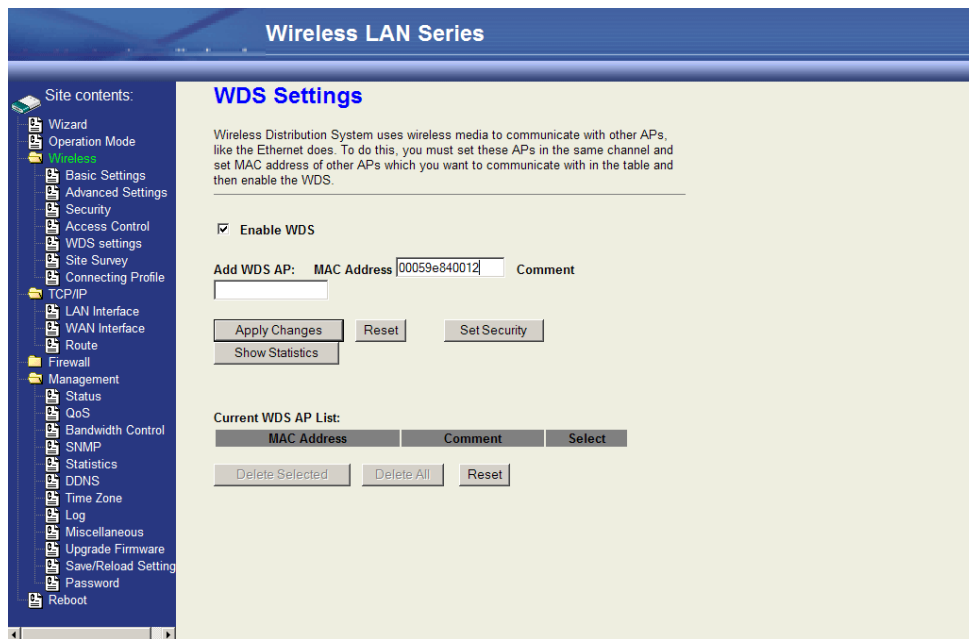 Wireless LAN Series
Site contents:
Wizard
Operation Mode
Wireless
Basic Settings
Advanced Settings
Security
Access Control
WDS settings
Site Survey
Connecting Profile
TCP/IP
LAN Interface
WAN Interface
Route
Firewall
Management
Status
QoS
Bandwidth Control
SNMP
Statistics
DDNS
Time Zone
Log
Miscellaneous
Upgrade Firmware
Save/Reload Setting
Password
Reboot
WDS Settings
Wireless Distribution System uses wireless media to communicate with other APs,
like the Ethernet does. To do this, you must set these APs in the same channel and
set MAC address of other APs which you want to communicate with in the table and
then enable the WDS.
Enable WDS
Add WDS AP: MAC Address 00059e840012 Comment
Apply Changes Reset Set Security
Show Statistics
Current WDS AP List:
MAC Address Comment Select
Delete Selected Delete All Reset